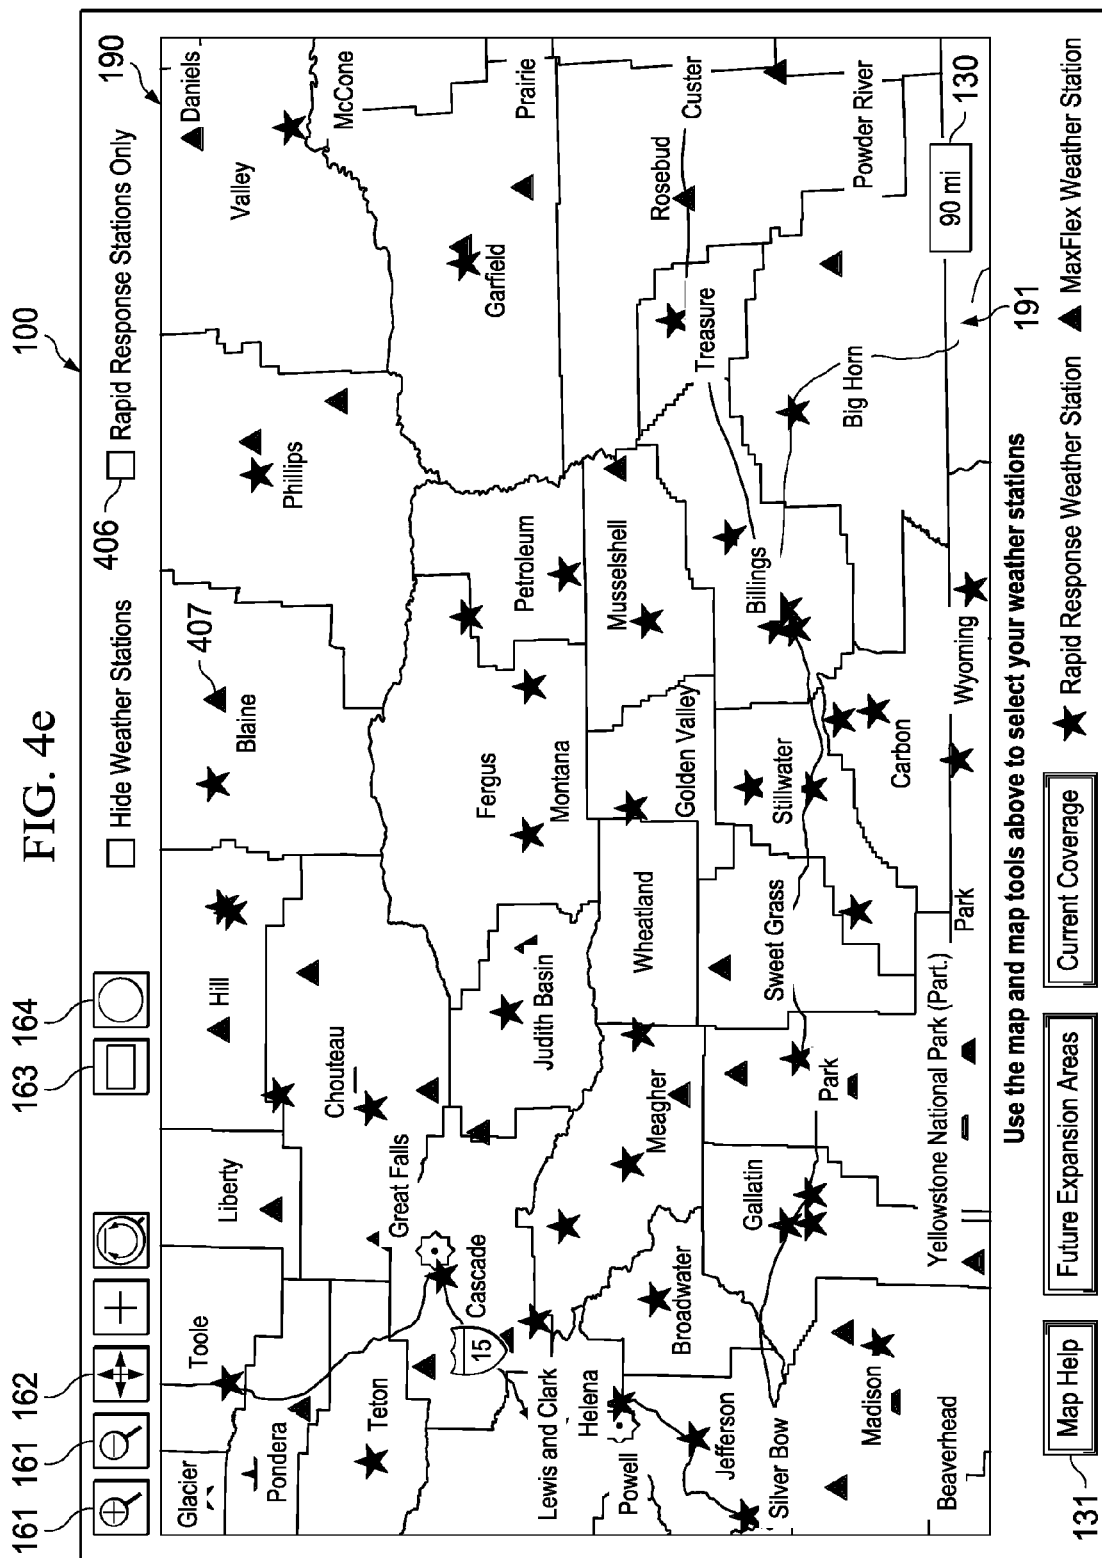 FIG. 4e
100
161
161
162
163
164
406
190
Hide Weather Stations
Rapid Response Stations Only
407
Glacier
Toole
Liberty
Hill
Blaine
Phillips
Valley
Daniels
Pondera
Chouteau
McCone
Teton
Great Falls
Cascade
15
Fergus
Petroleum
Garfield
Prairie
Lewis and Clark
Judith Basin
Montana
Helena
Powell
Meagher
Wheatland
Golden Valley
Musselshell
Broadwater
Treasure
Rosebud
Custer
Jefferson
Silver Bow
Gallatin
Park
Sweet Grass
Stillwater
Billings
Big Horn
Powder River
Madison
Carbon
Beaverhead
Yellowstone National Park (Part.)
Park
Wyoming
191
90 mi
130
Use the map and map tools above to select your weather stations
131
Map Help
Future Expansion Areas
Current Coverage
Rapid Response Weather Station
MaxFlex Weather Station